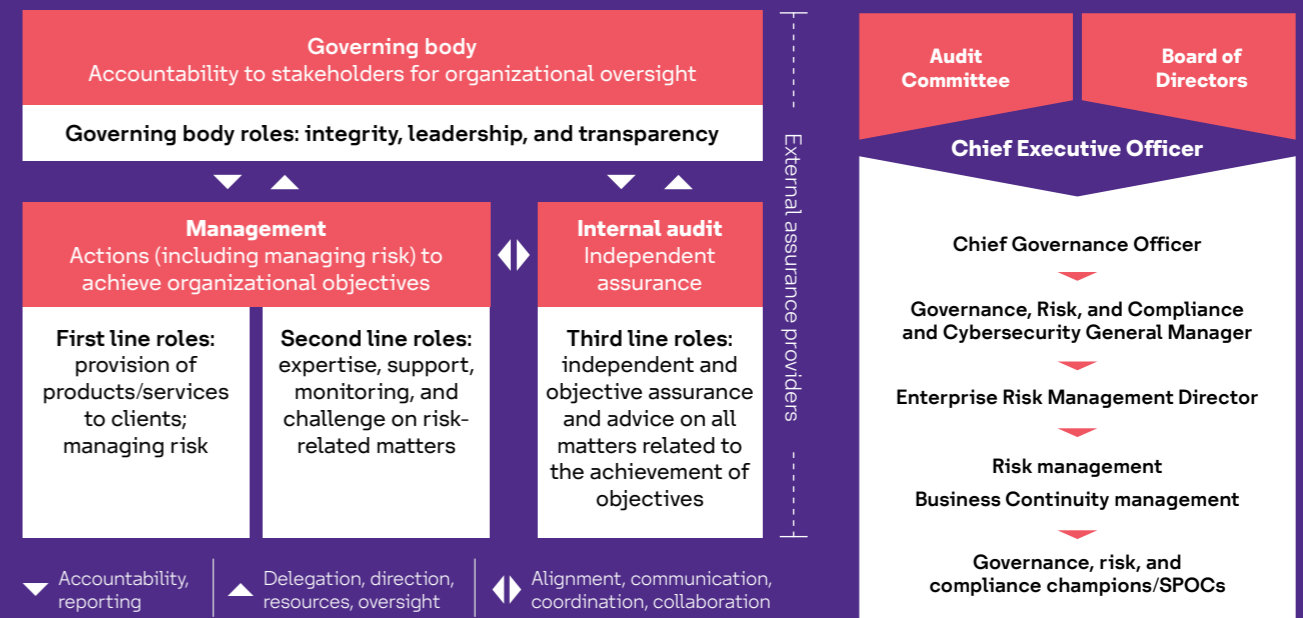 Governing body
Accountability to stakeholders for organizational oversight
Governing body roles: integrity, leadership, and transparency
Management
Actions (including managing risk) to
achieve organizational objectives
First line roles:
provision of
products/services
to clients;
managing risk
Second line roles:
expertise, support,
monitoring, and
challenge on risk-
related matters
Internal audit
Independent
assurance
Third line roles:
independent and
objective assurance
and advice on all
matters related to
the achievement of
objectives
External assurance providers
Accountability,
reporting
Delegation, direction,
resources, oversight
Alignment, communication,
coordination, collaboration
Audit
Committee
Board of
Directors
Chief Executive Officer
Chief Governance Officer
Governance, Risk, and Compliance
and Cybersecurity General Manager
Enterprise Risk Management Director
Risk management
Business Continuity management
Governance, risk, and
compliance champions/SPOCs